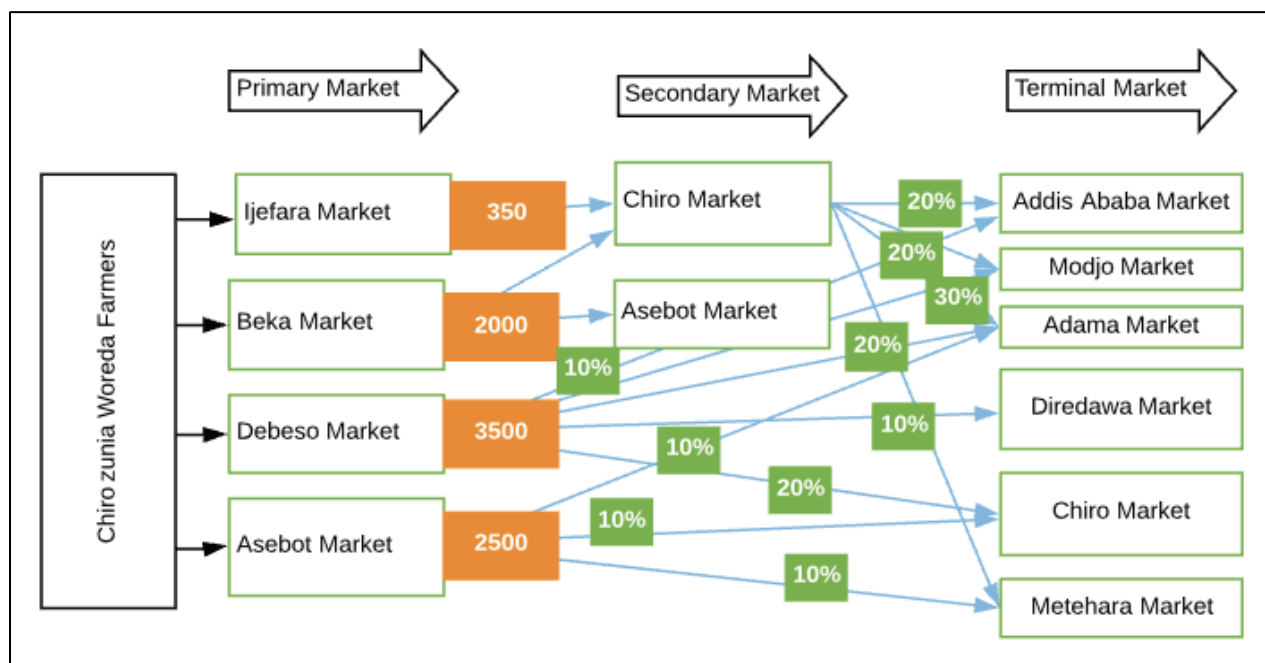 Primary Market
Secondary Market
Terminal Market
Chiro zunia Woreda Farmers
Ijefara Market
350
Chiro Market
20%
Addis Ababa Market
20%
Modjo Market
30%
Beka Market
2000
Asebot Market
Adama Market
20%
10%
Debeso Market
3500
10%
Diredawa Market
10%
20%
Chiro Market
Asebot Market
2500
10%
10%
Metehara Market